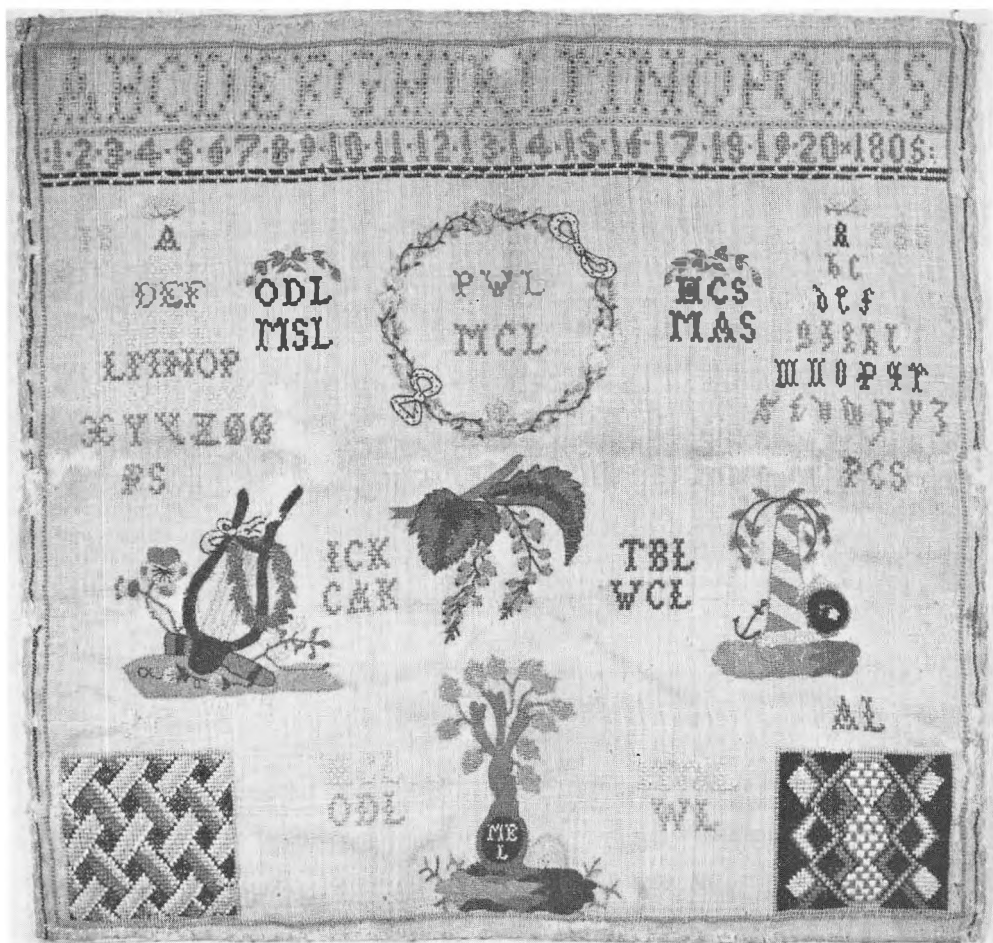 ABCDEFGHIKLMNOPQRS
·1·2·3·4·5·6·7·8·9·10·11·12·13·14·15·16·17·18·19·20×1805:
A
DEF
LMNOP
XYXZÖÖ
PS
ODL
MSL
PWL
MCL
HCS
MAS
A
b c
d e f
g h i k l
m n o p q r
PCS
ICK
CAK
TBL
WCL
AL
ODL
WL
ME
L